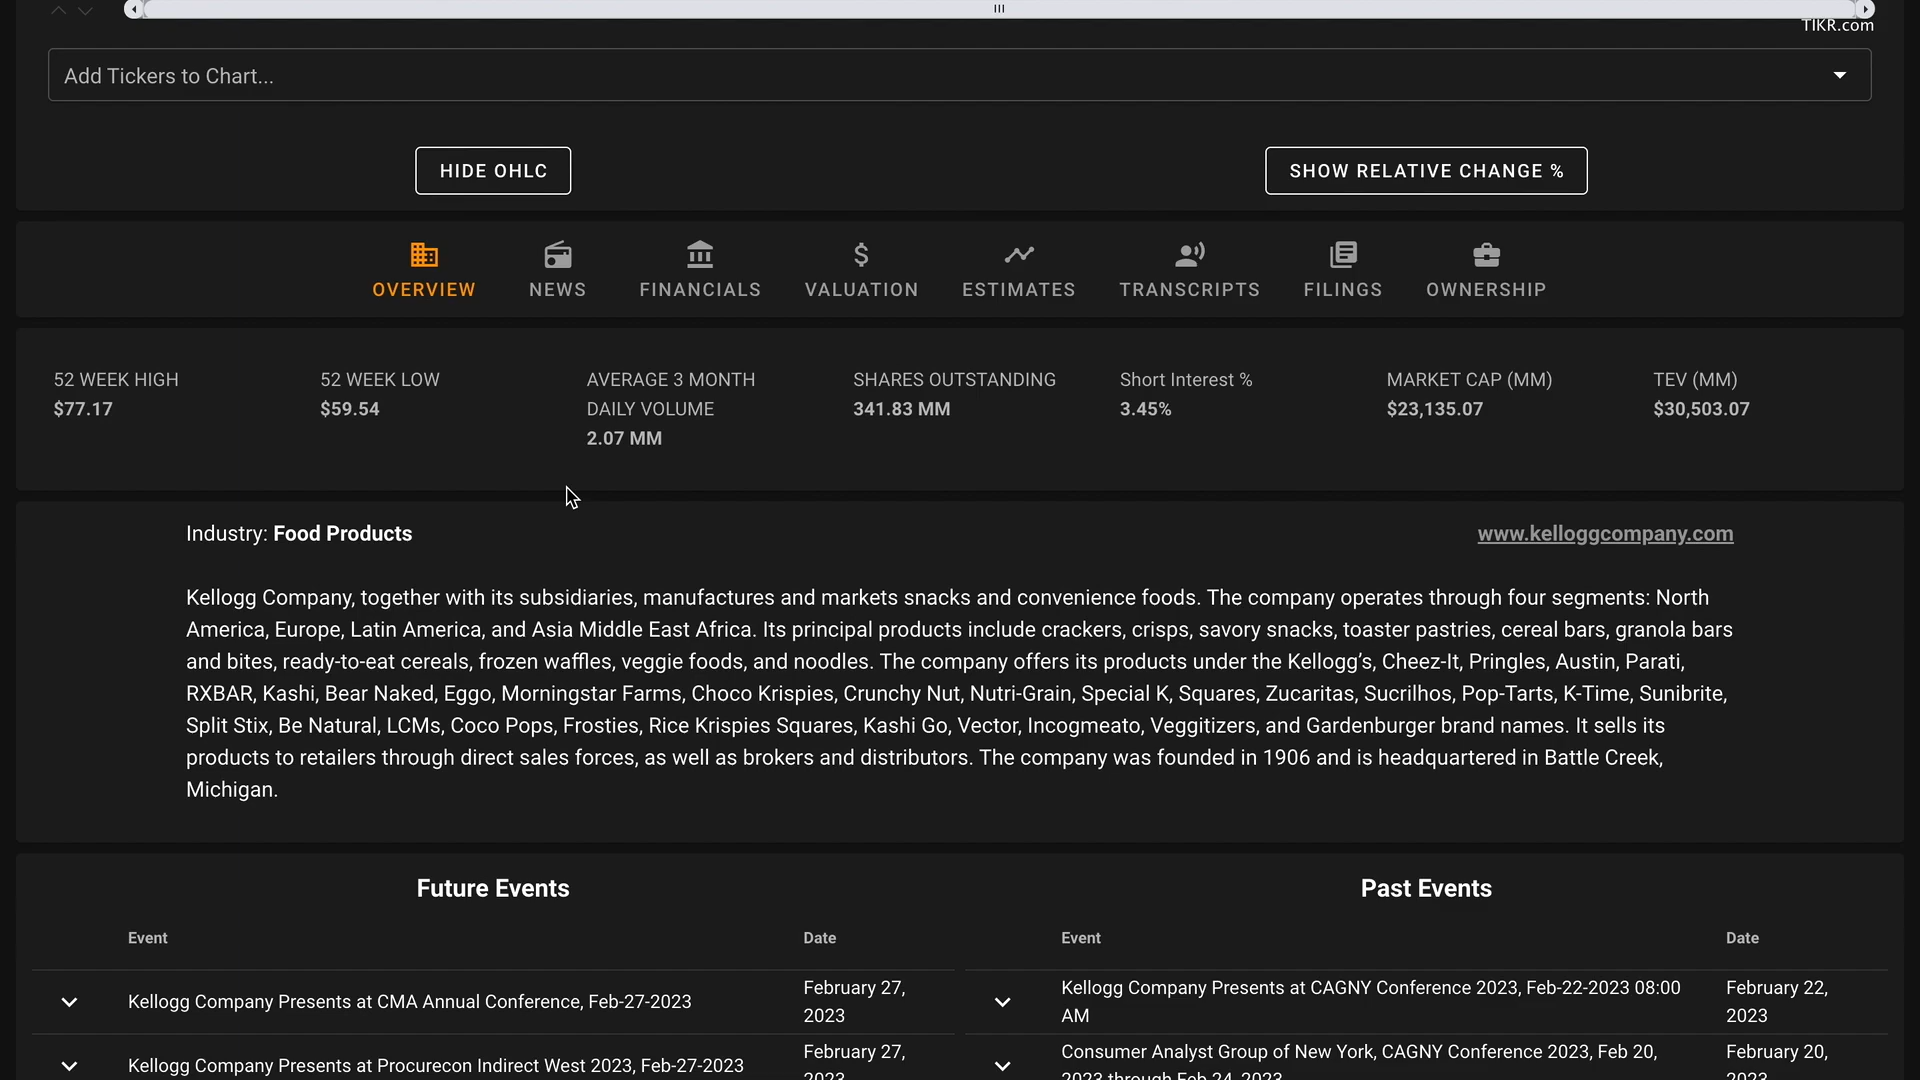 TIKR.com
Add Tickers to Chart...
HIDE OHLC
SHOW RELATIVE CHANGE %
OVERVIEW
NEWS
FINANCIALS
VALUATION
ESTIMATES
TRANSCRIPTS
FILINGS
OWNERSHIP
52 WEEK HIGH
$77.17
52 WEEK LOW
$59.54
AVERAGE 3 MONTH
DAILY VOLUME
2.07 MM
SHARES OUTSTANDING
341.83 MM
Short Interest %
3.45%
MARKET CAP (MM)
$23,135.07
TEV (MM)
$30,503.07
Industry: Food Products
www.kelloggcompany.com
Kellogg Company, together with its subsidiaries, manufactures and markets snacks and convenience foods. The company operates through four segments: North
America, Europe, Latin America, and Asia Middle East Africa. Its principal products include crackers, crisps, savory snacks, toaster pastries, cereal bars, granola bars
and bites, ready-to-eat cereals, frozen waffles, veggie foods, and noodles. The company offers its products under the Kellogg’s, Cheez-It, Pringles, Austin, Parati,
RXBAR, Kashi, Bear Naked, Eggo, Morningstar Farms, Choco Krispies, Crunchy Nut, Nutri-Grain, Special K, Squares, Zucaritas, Sucrilhos, Pop-Tarts, K-Time, Sunibrite,
Split Stix, Be Natural, LCMs, Coco Pops, Frosties, Rice Krispies Squares, Kashi Go, Vector, Incogmeato, Veggitizers, and Gardenburger brand names. It sells its
products to retailers through direct sales forces, as well as brokers and distributors. The company was founded in 1906 and is headquartered in Battle Creek,
Michigan.
Future Events
Event
Date
Kellogg Company Presents at CMA Annual Conference, Feb-27-2023
February 27,
2023
Kellogg Company Presents at Procurecon Indirect West 2023, Feb-27-2023
February 27,
2023
Past Events
Event
Date
Kellogg Company Presents at CAGNY Conference 2023, Feb-22-2023 08:00
AM
February 22,
2023
Consumer Analyst Group of New York, CAGNY Conference 2023, Feb 20,
2023 through Feb 24, 2023
February 20,
2023